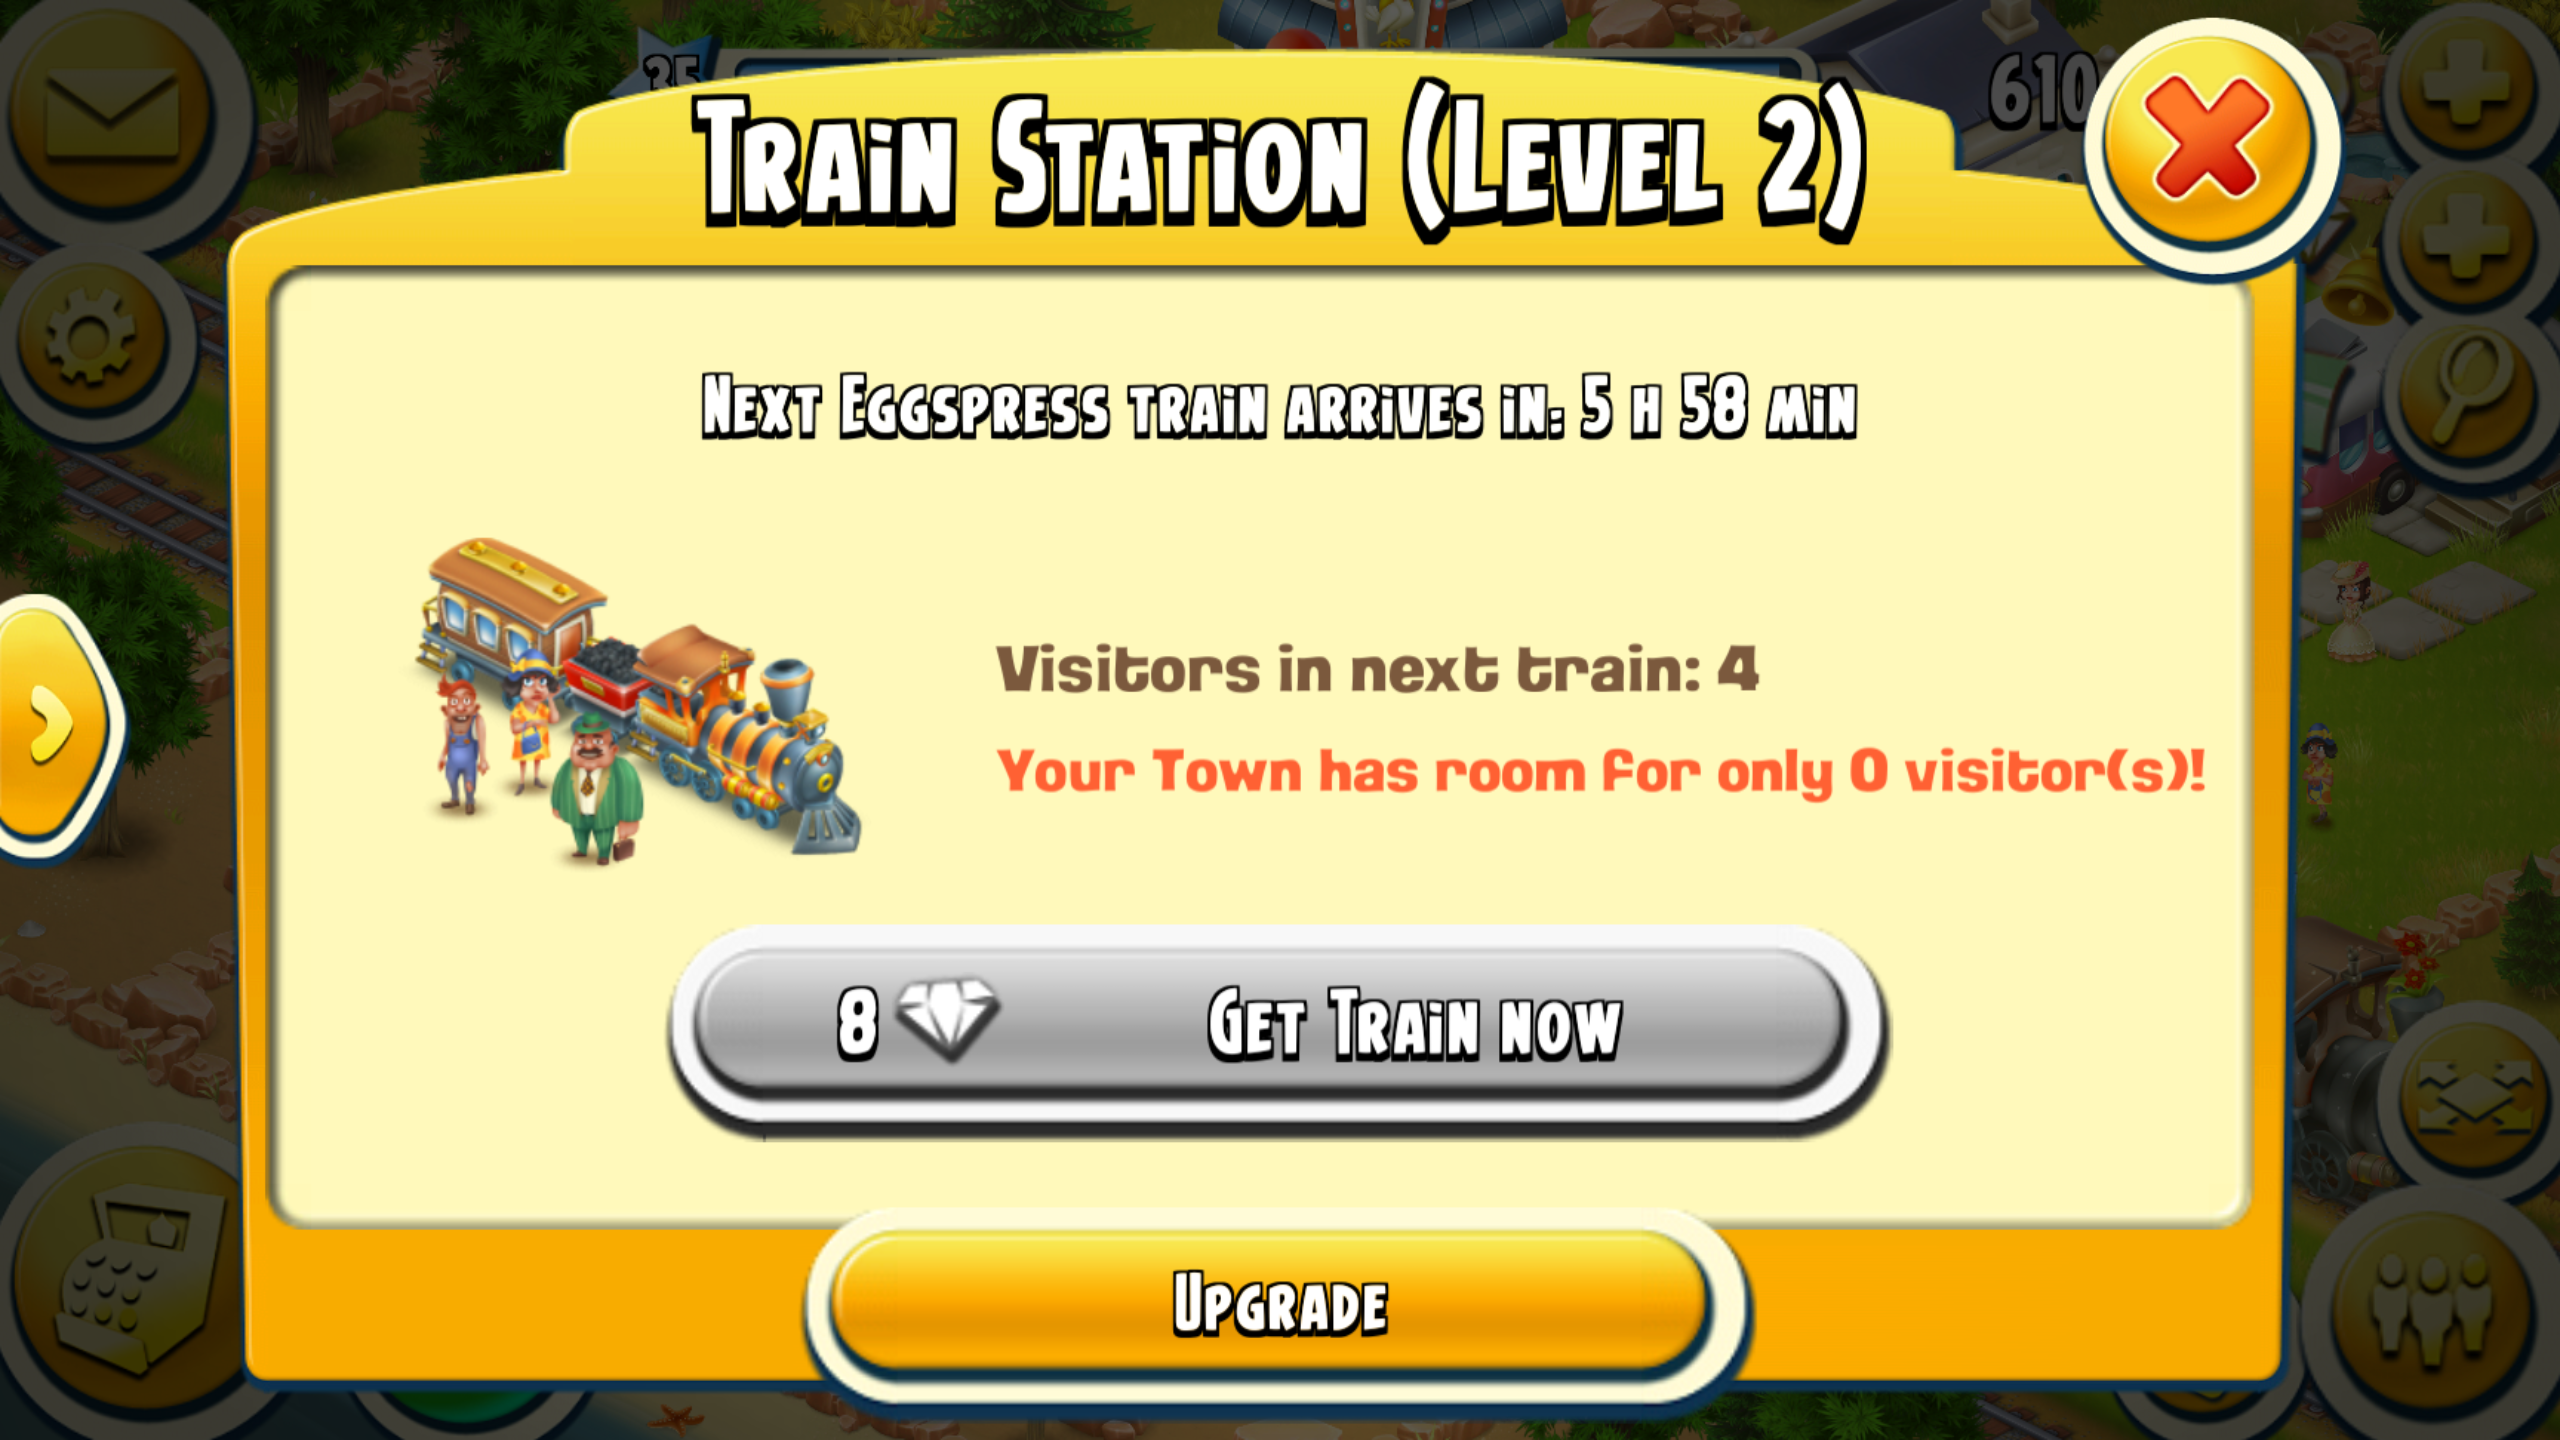 35
610
Train Station (Level 2)
Next Eggspress train arrives in: 5 h 58 min
Visitors in next train: 4
Your Town has room for only 0 visitor(s)!
8 Get Train now
Upgrade